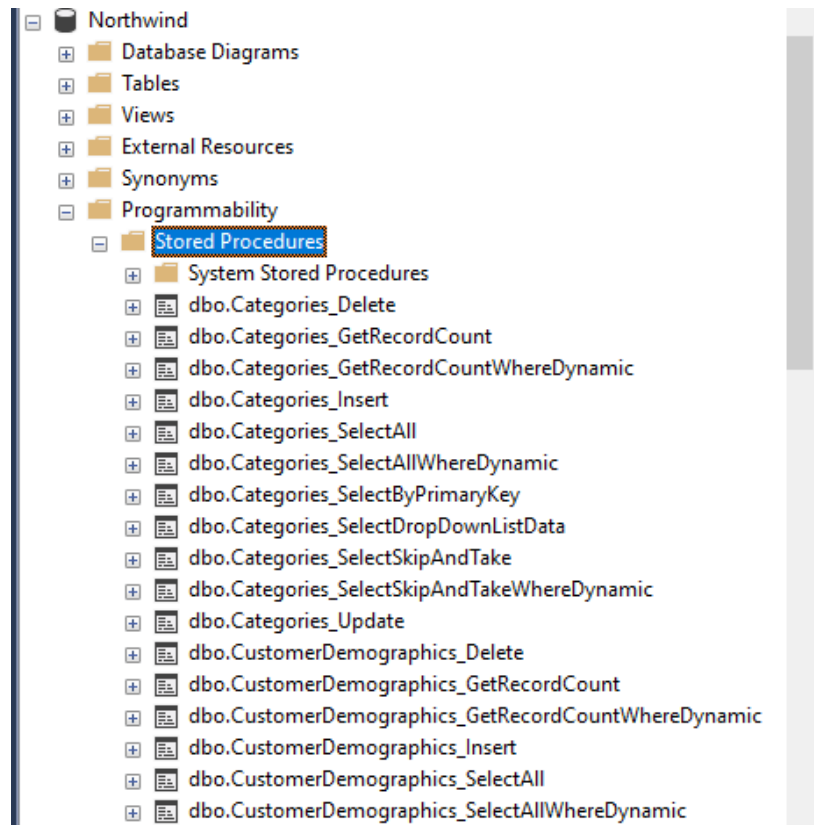 Northwind
Database Diagrams
Tables
Views
External Resources
Synonyms
Programmability
Stored Procedures
System Stored Procedures
dbo.Categories_Delete
dbo.Categories_GetRecordCount
dbo.Categories_GetRecordCountWhereDynamic
dbo.Categories_Insert
dbo.Categories_SelectAll
dbo.Categories_SelectAllWhereDynamic
dbo.Categories_SelectByPrimaryKey
dbo.Categories_SelectDropDownListData
dbo.Categories_SelectSkipAndTake
dbo.Categories_SelectSkipAndTakeWhereDynamic
dbo.Categories_Update
dbo.CustomerDemographics_Delete
dbo.CustomerDemographics_GetRecordCount
dbo.CustomerDemographics_GetRecordCountWhereDynamic
dbo.CustomerDemographics_Insert
dbo.CustomerDemographics_SelectAll
dbo.CustomerDemographics_SelectAllWhereDynamic